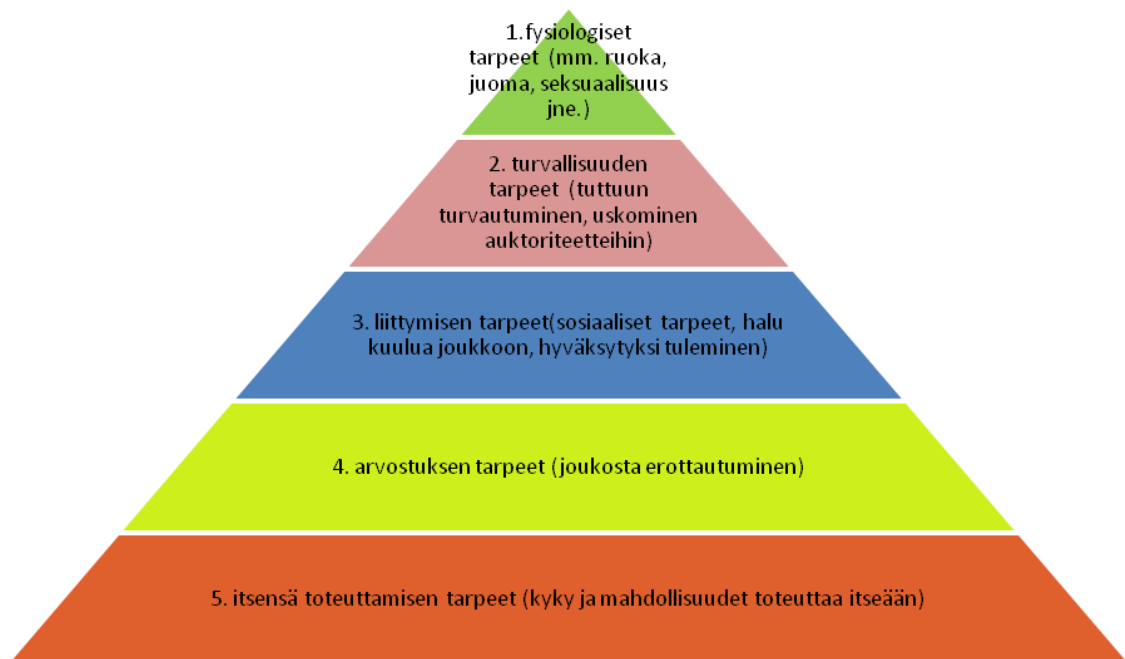 1.fysiologiset
tarpeet (mm. ruoka,
juoma, seksuaalisuus
jne.)
2. turvallisuuden
tarpeet (tuttuun
turvautuminen, uskominen
auktoriteetteihin)
3. liittymisen tarpeet(sosiaaliset tarpeet, halu
kuulua joukkoon, hyväksytyksi tuleminen)
4. arvostuksen tarpeet (joukosta erottautuminen)
5. itsensä toteuttamisen tarpeet (kyky ja mahdollisuudet toteuttaa itseään)